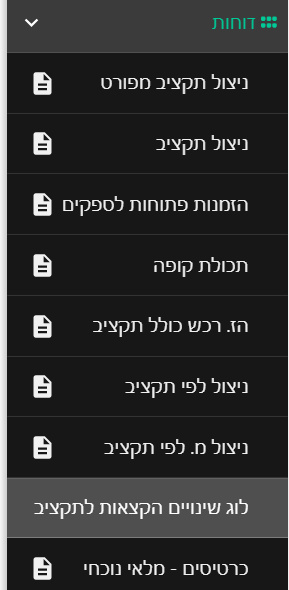 דוחות
ניצול תקציב מפורט
ניצול תקציב
הזמנות פתוחות לספקים
תכולת קופה
הז. רכש כולל תקציב
ניצול לפי תקציב
ניצול מ. לפי תקציב
לוג שינויים הקצאות לתקציב
כרטיסים - מלאי נוכחי